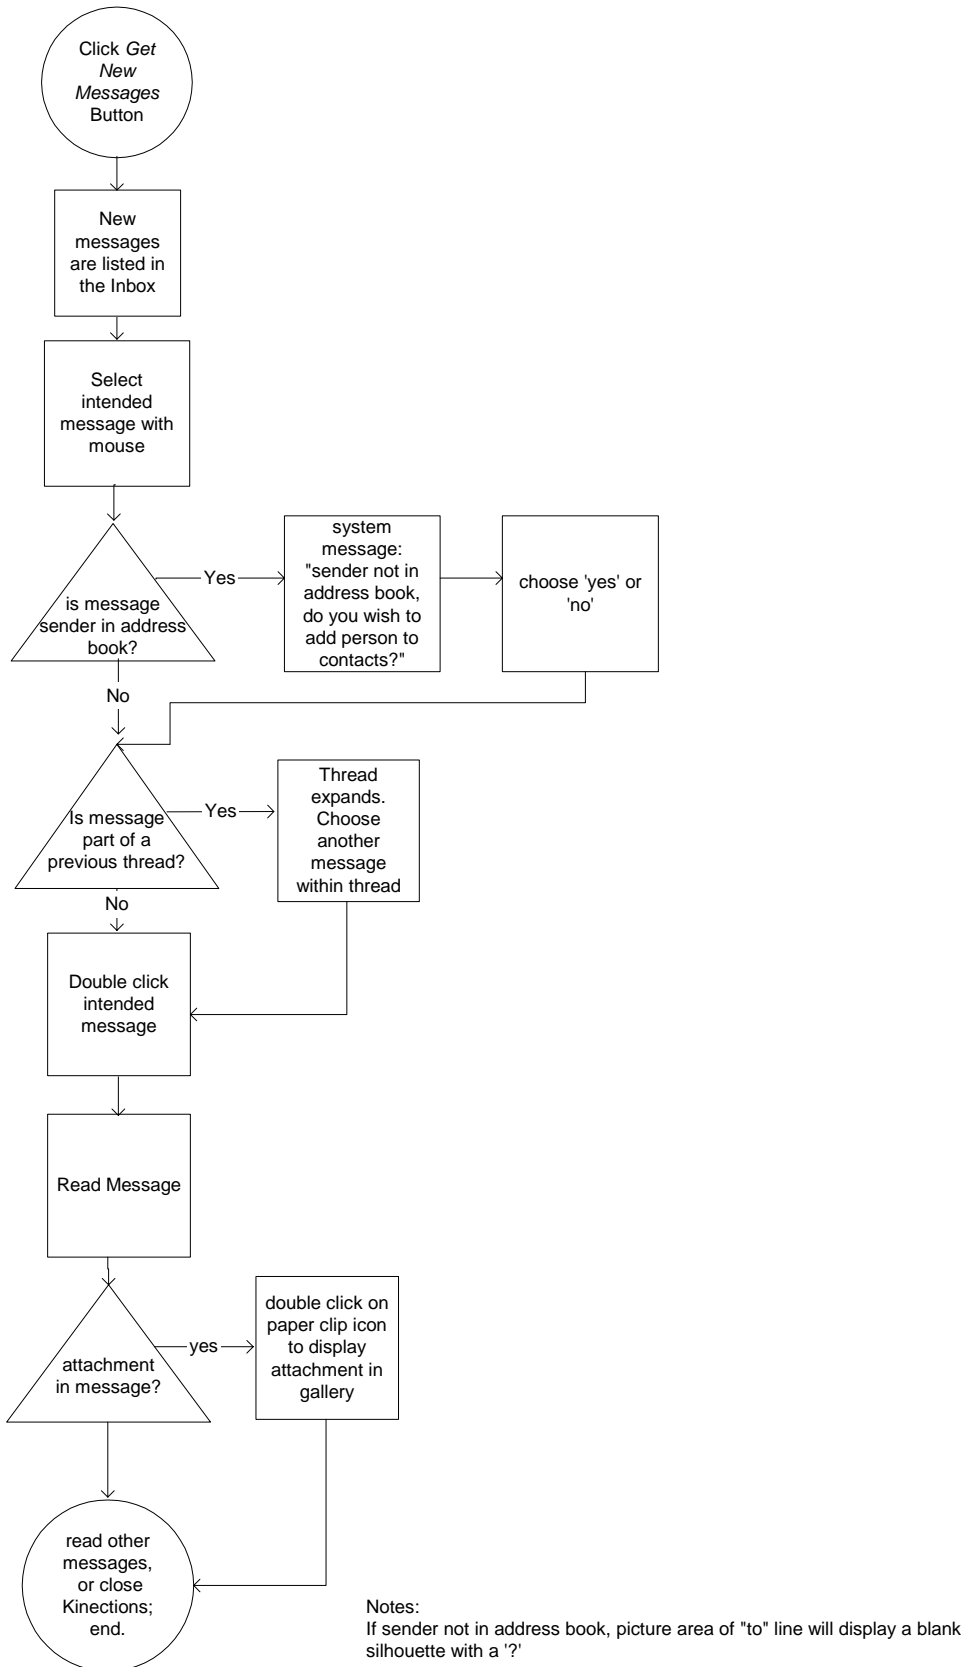 Click Get
New
Messages
Button
New
messages
are listed in
the Inbox
Select
intended
message with
mouse
is message
sender in address
book?
Yes
system
message:
"sender not in
address book,
do you wish to
add person to
contacts?"
choose 'yes' or
'no'
No
Is message
part of a
previous thread?
Yes
Thread
expands.
Choose
another
message
within thread
No
Double click
intended
message
Read Message
attachment
in message?
yes
double click on
paper clip icon
to display
attachment in
gallery
read other
messages,
or close
Kinections;
end.
Notes:
If sender not in address book, picture area of "to" line will display a blank
silhouette with a '?'